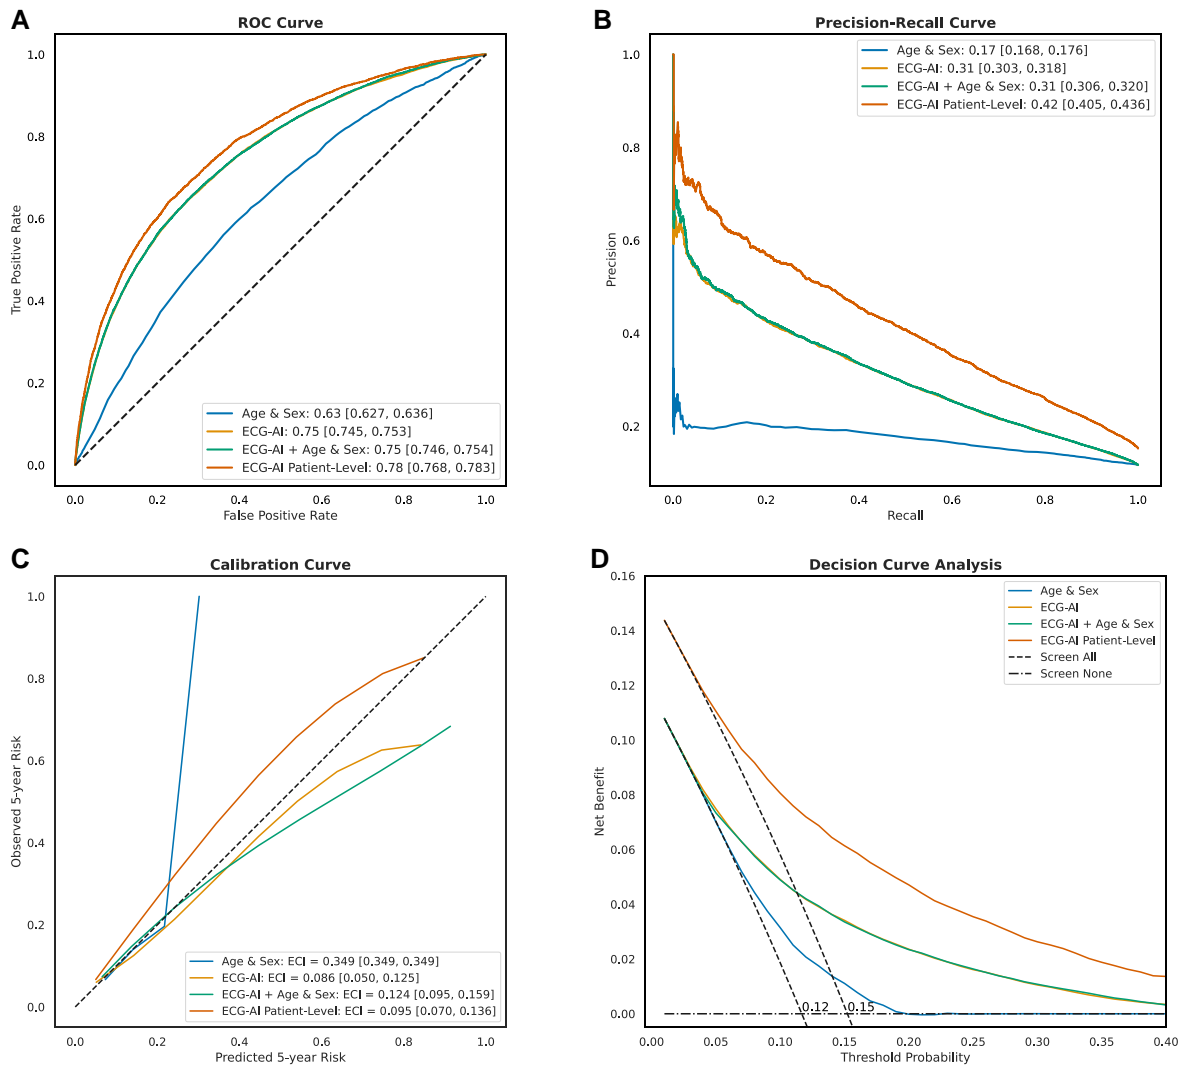 A
ROC Curve
True Positive Rate
1.0
0.8
0.6
0.4
0.2
0.0
Age & Sex: 0.63 [0.627, 0.636]
ECG-AI: 0.75 [0.745, 0.753]
ECG-AI + Age & Sex: 0.75 [0.746, 0.754]
ECG-AI Patient-Level: 0.78 [0.768, 0.783]
0.0 0.2 0.4 0.6 0.8 1.0
False Positive Rate
B
Precision-Recall Curve
Precision
1.0
0.8
0.6
0.4
0.2
Age & Sex: 0.17 [0.168, 0.176]
ECG-AI: 0.31 [0.303, 0.318]
ECG-AI + Age & Sex: 0.31 [0.306, 0.320]
ECG-AI Patient-Level: 0.42 [0.405, 0.436]
0.0 0.2 0.4 0.6 0.8 1.0
Recall
C
Calibration Curve
Observed 5-year Risk
1.0
0.8
0.6
0.4
0.2
0.0
Age & Sex: ECI = 0.349 [0.349, 0.349]
ECG-AI: ECI = 0.086 [0.050, 0.125]
ECG-AI + Age & Sex: ECI = 0.124 [0.095, 0.159]
ECG-AI Patient-Level: ECI = 0.095 [0.070, 0.136]
0.0 0.2 0.4 0.6 0.8 1.0
Predicted 5-year Risk
D
Decision Curve Analysis
Net Benefit
0.16
0.14
0.12
0.10
0.08
0.06
0.04
0.02
0.00
Age & Sex
ECG-AI
ECG-AI + Age & Sex
ECG-AI Patient-Level
Screen All
Screen None
0.12 0.15
0.00 0.05 0.10 0.15 0.20 0.25 0.30 0.35 0.40
Threshold Probability